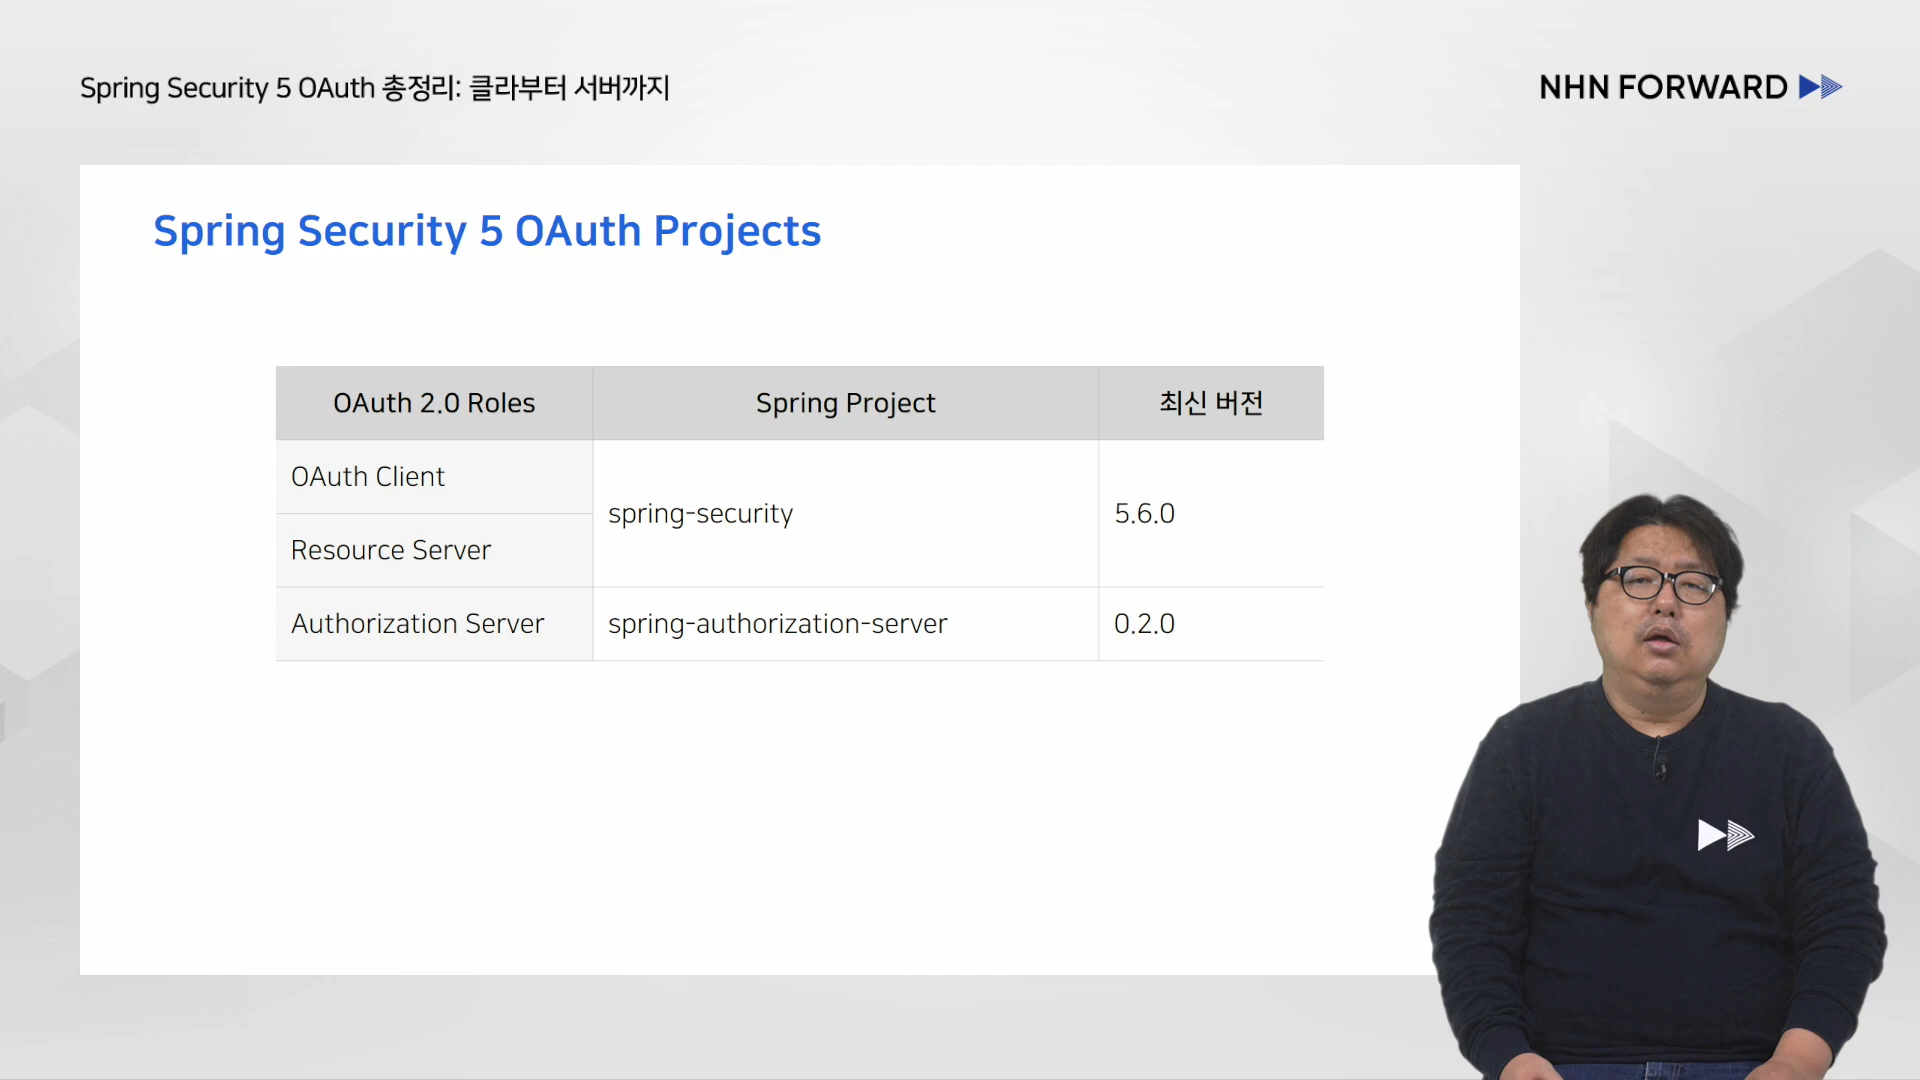 Spring Security 5 OAuth 총정리: 클라부터 서버까지
NHN FORWARD
Spring Security 5 OAuth Projects
OAuth 2.0 Roles
Spring Project
최신 버전
OAuth Client
Resource Server
spring-security
5.6.0
Authorization Server
spring-authorization-server
0.2.0